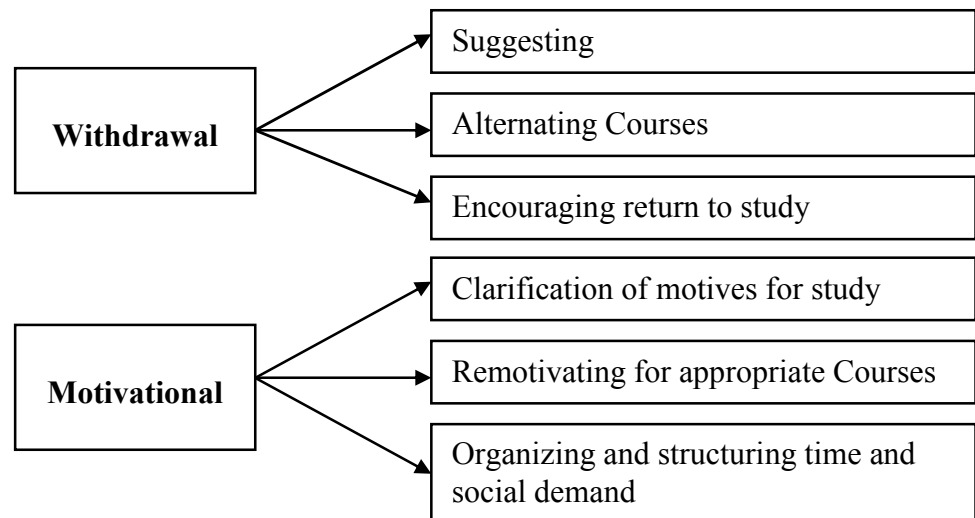 Withdrawal
Suggesting
Alternating Courses
Encouraging return to study
Motivational
Clarification of motives for study
Remotivating for appropriate Courses
Organizing and structuring time and
social demand